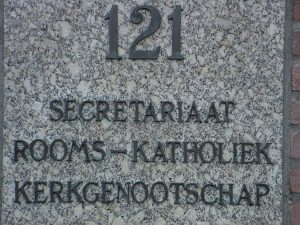 121
SECRETARIAAT
ROOMS-KATHOLIEK
KERKGENOOTSCHAP